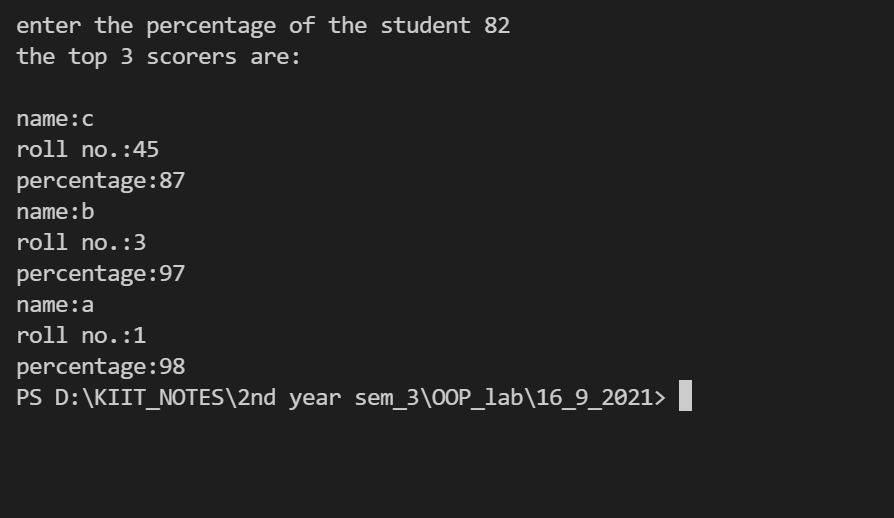 enter the percentage of the student 82
the top 3 scorers are:
name:c
roll no.:45
percentage:87
name:b
roll no.:3
percentage:97
name:a
roll no.:1
percentage:98
PS D:\KIIT_NOTES\2nd year sem_3\OOP_lab\16_9_2021>